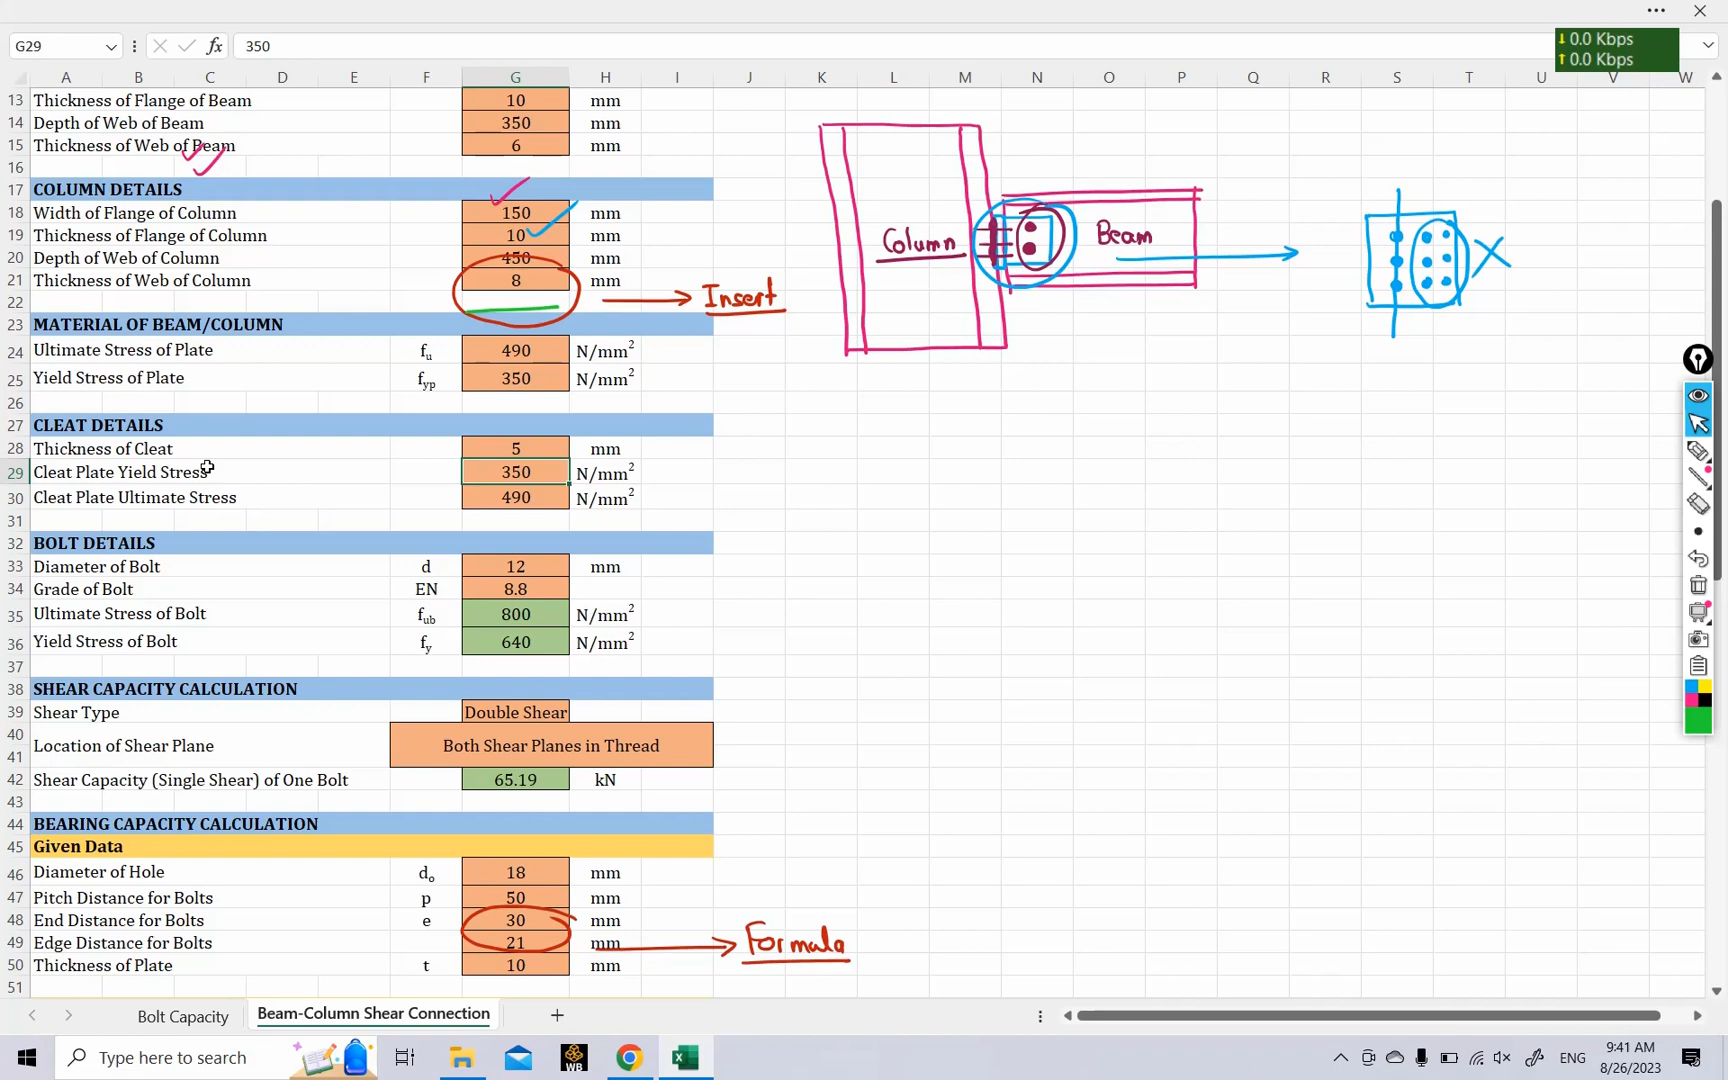 G29 350
0.0 Kbps
0.0 Kbps
A B C D E F G H I J K L M N O P Q R S T U V W
13 Thickness of Flange of Beam 10 mm
14 Depth of Web of Beam 350 mm
15 Thickness of Web of Beam 6 mm
16
17 COLUMN DETAILS
18 Width of Flange of Column 150 mm
19 Thickness of Flange of Column 10 mm
20 Depth of Web of Column 450 mm
21 Thickness of Web of Column 8 mm
22
Column
Beam
Insert
23 MATERIAL OF BEAM/COLUMN
24 Ultimate Stress of Plate fu 490 N/mm2
25 Yield Stress of Plate fyp 350 N/mm2
26
27 CLEAT DETAILS
28 Thickness of Cleat 5 mm
29 Cleat Plate Yield Stress 350 N/mm2
30 Cleat Plate Ultimate Stress 490 N/mm2
31
32 BOLT DETAILS
33 Diameter of Bolt d 12 mm
34 Grade of Bolt EN 8.8
35 Ultimate Stress of Bolt fub 800 N/mm2
36 Yield Stress of Bolt fy 640 N/mm2
37
38 SHEAR CAPACITY CALCULATION
39 Shear Type Double Shear
40
Location of Shear Plane Both Shear Planes in Thread
41
42 Shear Capacity (Single Shear) of One Bolt 65.19 kN
43
44 BEARING CAPACITY CALCULATION
45 Given Data
46 Diameter of Hole do 18 mm
47 Pitch Distance for Bolts p 50 mm
48 End Distance for Bolts e 30 mm
49 Edge Distance for Bolts 21 mm
Formula
50 Thickness of Plate t 10 mm
51
Bolt Capacity Beam-Column Shear Connection
Type here to search
WB
ENG
9:41 AM
8/26/2023